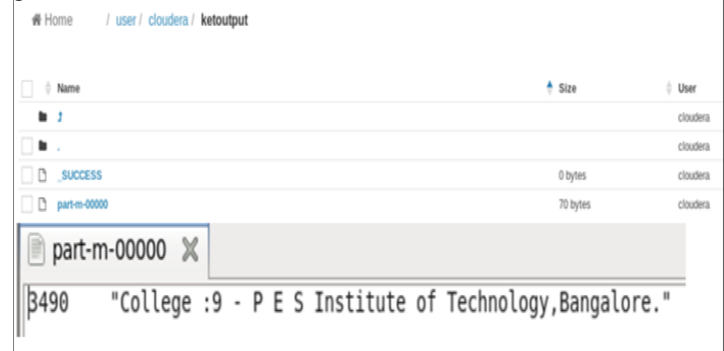 Home / user / cloudera / ketoutput
Name Size User
cloudera
. cloudera
_SUCCESS 0 bytes cloudera
part-m-00000 70 bytes cloudera
part-m-00000
3490 "College :9 - P E S Institute of Technology,Bangalore."